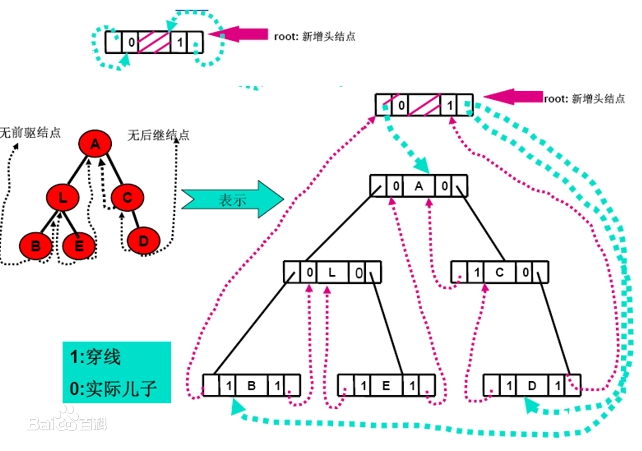 0 1
root: 新增头结点
0 1
root: 新增头结点
无前驱结点
无后继结点
A
0 A 0
L
C
表示
B
E
D
0 L 0
1 C 0
1:穿线
0:实际儿子
1 B 1
1 E 1
1 D 1
Bai百科